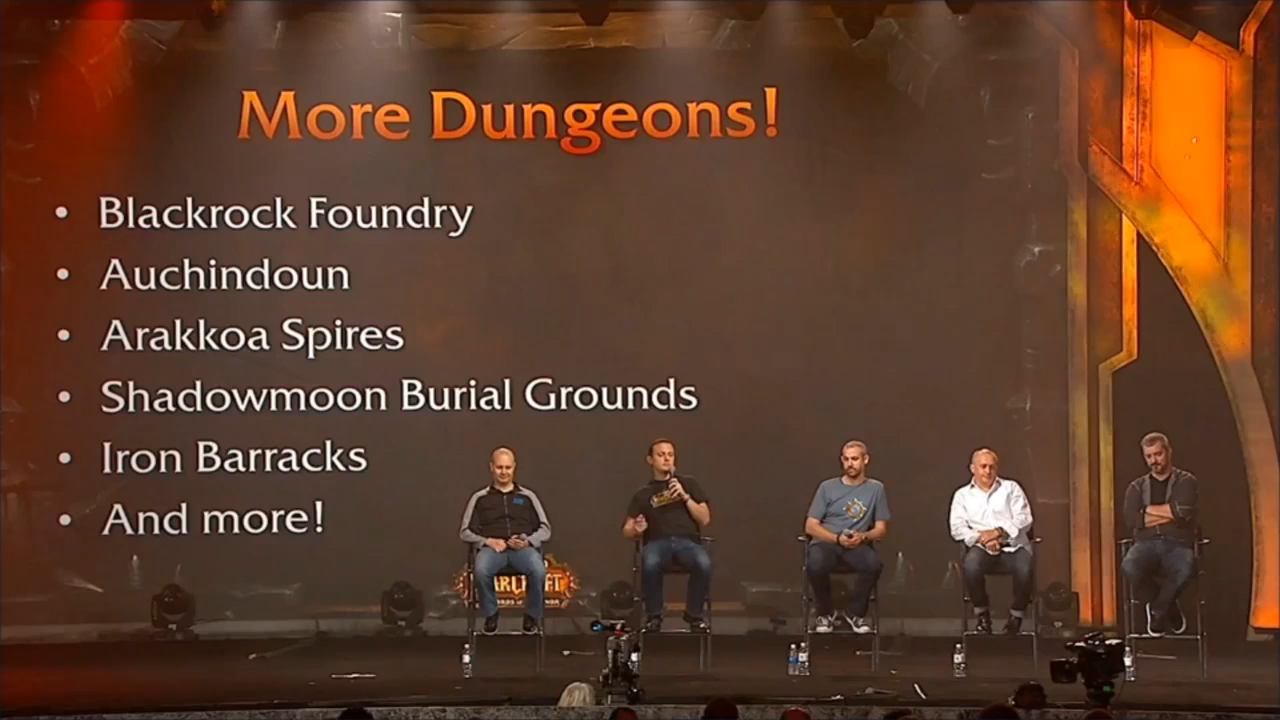 More Dungeons!
• Blackrock Foundry
• Auchindoun
• Arakkoa Spires
• Shadowmoon Burial Grounds
• Iron Barracks
• And more!